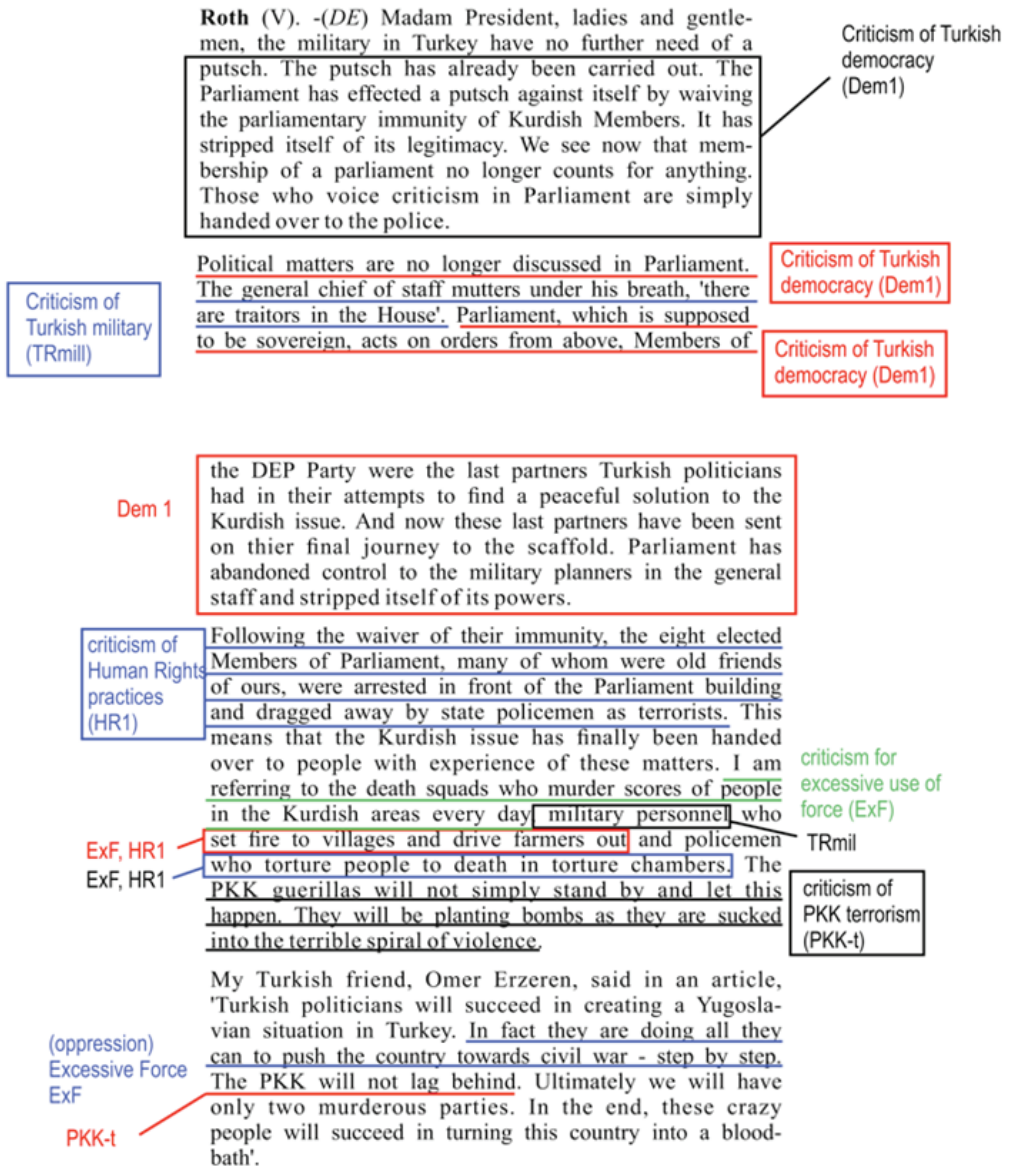 Roth (V). -(DE) Madam President, ladies and gentle-
men, the military in Turkey have no further need of a
putsch. The putsch has already been carried out. The
Parliament has effected a putsch against itself by waiving
the parliamentary immunity of Kurdish Members. It has
stripped itself of its legitimacy. We see now that mem-
bership of a parliament no longer counts for anything.
Those who voice criticism in Parliament are simply
handed over to the police.
Criticism of Turkish
democracy
(Dem1)
Political matters are no longer discussed in Parliament.
The general chief of staff mutters under his breath, 'there
are traitors in the House'. Parliament, which is supposed
to be sovereign, acts on orders from above, Members of
Criticism of Turkish
democracy (Dem1)
Criticism of
Turkish military
(TRmill)
Criticism of Turkish
democracy (Dem1)
the DEP Party were the last partners Turkish politicians
had in their attempts to find a peaceful solution to the
Kurdish issue. And now these last partners have been sent
on thier final journey to the scaffold. Parliament has
abandoned control to the military planners in the general
staff and stripped itself of its powers.
Dem 1
Following the waiver of their immunity, the eight elected
Members of Parliament, many of whom were old friends
of ours, were arrested in front of the Parliament building
and dragged away by state policemen as terrorists. This
means that the Kurdish issue has finally been handed
over to people with experience of these matters. I am
referring to the death squads who murder scores of people
in the Kurdish areas every day, military personnel who
set fire to villages and drive farmers out and policemen
who torture people to death in torture chambers. The
PKK guerillas will not simply stand by and let this
happen. They will be planting bombs as they are sucked
into the terrible spiral of violence.
criticism of
Human Rights
practices
(HR1)
criticism for
excessive use of
force (ExF)
TRmil
ExF, HR1
ExF, HR1
criticism of
PKK terrorism
(PKK-t)
My Turkish friend, Omer Erzeren, said in an article,
'Turkish politicians will succeed in creating a Yugosla-
vian situation in Turkey. In fact they are doing all they
can to push the country towards civil war - step by step.
The PKK will not lag behind. Ultimately we will have
only two murderous parties. In the end, these crazy
people will succeed in turning this country into a blood-
bath'.
(oppression)
Excessive Force
ExF
PKK-t